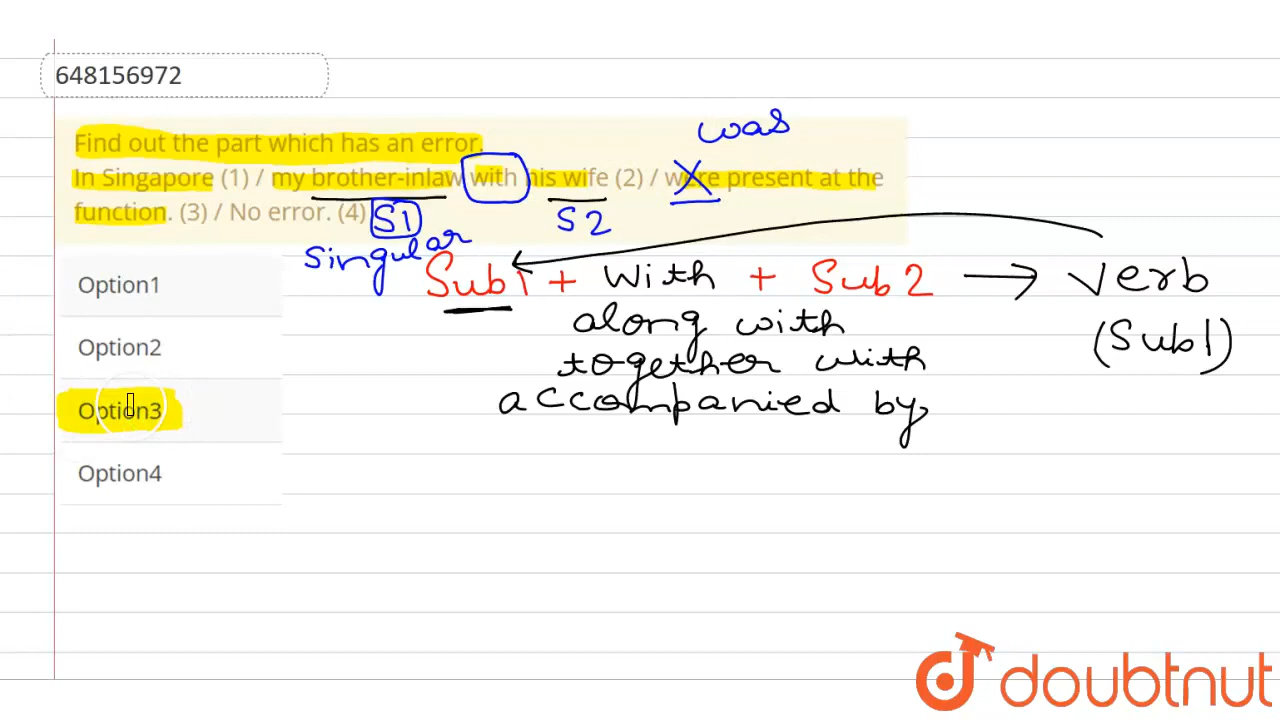 648156972
Find out the part which has an error.
was
In Singapore (1) / my brother-inlaw with his wife (2) / were present at the
function. (3) / No error. (4)
S1
S2
singular
Sub1 + With + Sub2 → Verb
along with
(Sub1)
together with
accompanied by,
Option1
Option2
Option3
Option4
doubtnut